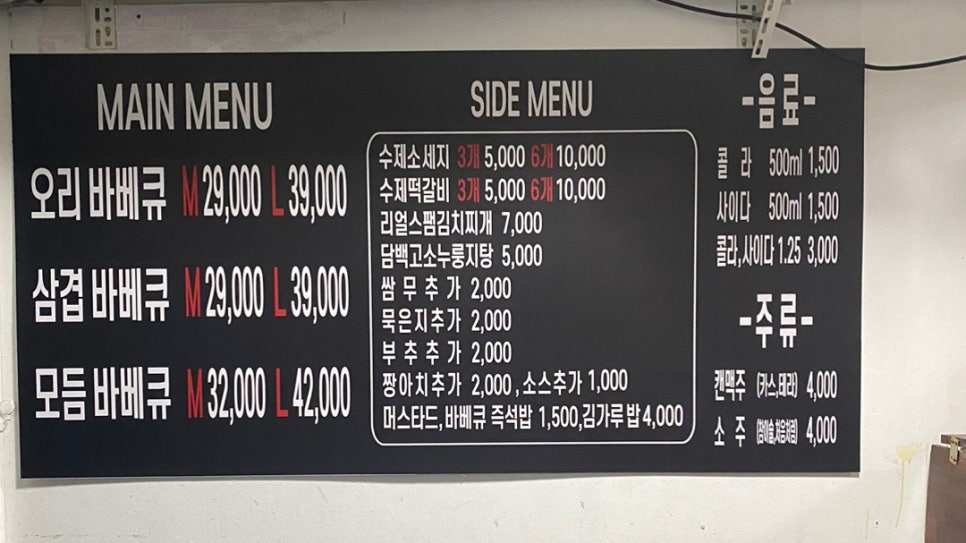 MAIN MENU
오리 바베큐 M 29,000 L 39,000
삼겹 바베큐 M 29,000 L 39,000
모듬 바베큐 M 32,000 L 42,000
SIDE MENU
수제소세지 3개 5,000 6개 10,000
수제떡갈비 3개 5,000 6개 10,000
리얼스팸김치찌개 7,000
담백고소누룽지탕 5,000
쌈 무 추 가 2,000
묵은지추가 2,000
부 추 추 가 2,000
짱아치추가 2,000, 소스추가 1,000
머스타드,바베큐 즉석밥 1,500,김가루밥 4,000
-음료-
콜 라 500ml 1,500
사이다 500ml 1,500
콜라,사이다 1.25 3,000
-주류-
캔맥주 (카스,테라) 4,000
소 주 (참이슬,처음처럼) 4,000